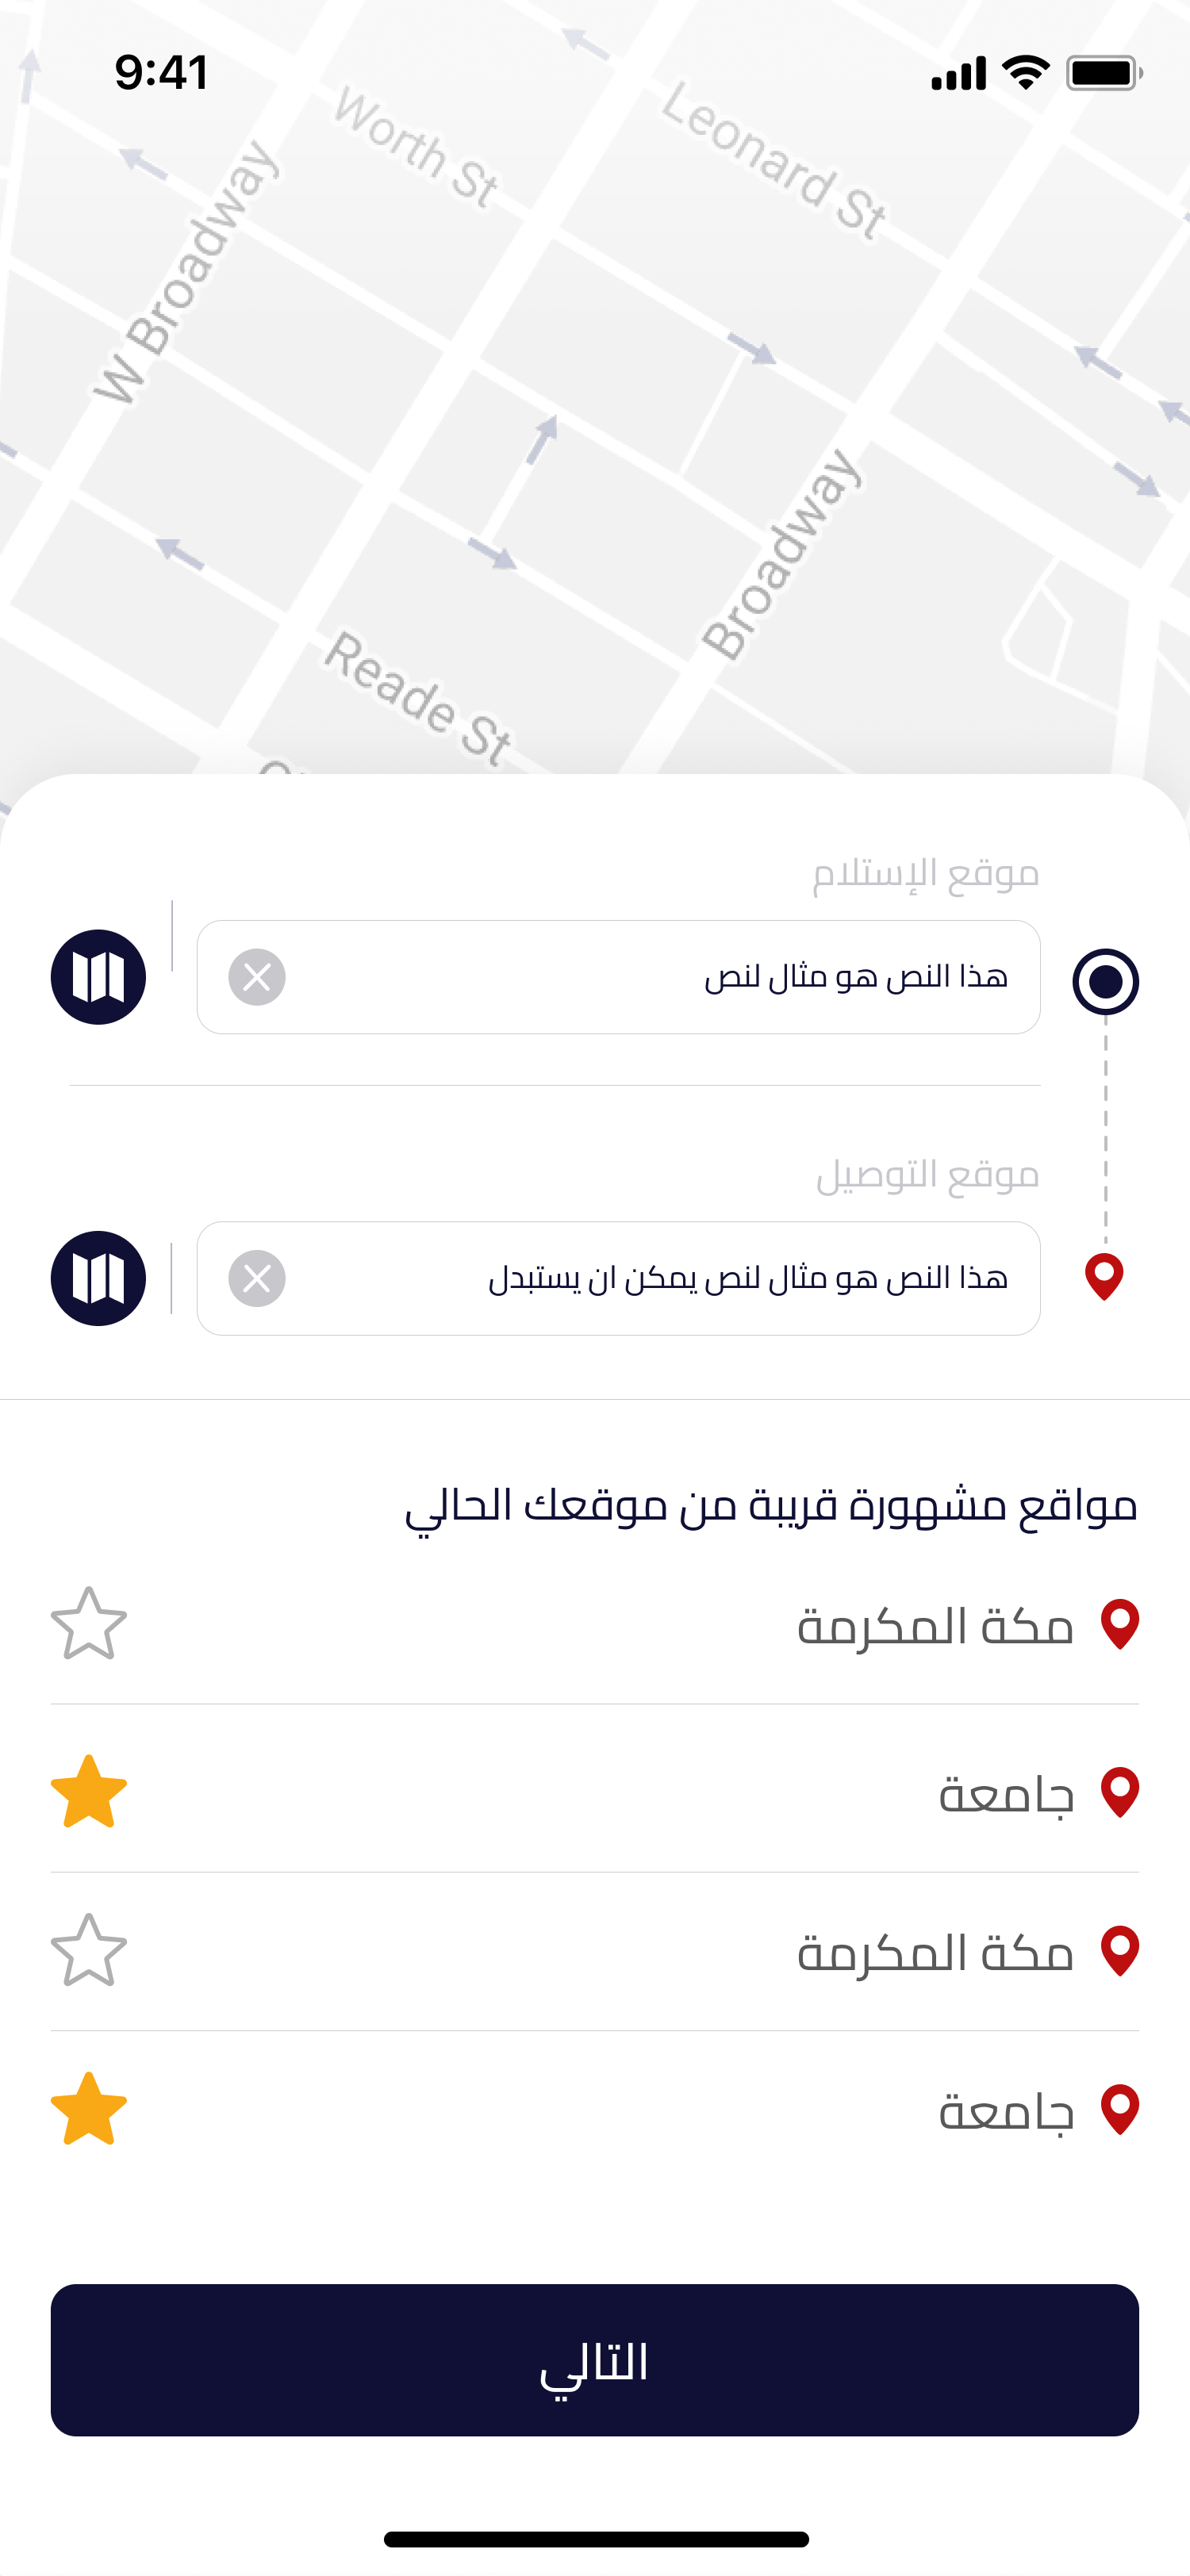 9:41
Worth St
Leonard St
W Broadway
Broadway
Reade St
موقع الإستلام
هذا النص هو مثال لنص
موقع التوصيل
هذا النص هو مثال لنص يمكن ان يستبدل
مواقع مشهورة قريبة من موقعك الحالي
مكة المكرمة
جامعة
مكة المكرمة
جامعة
التالي